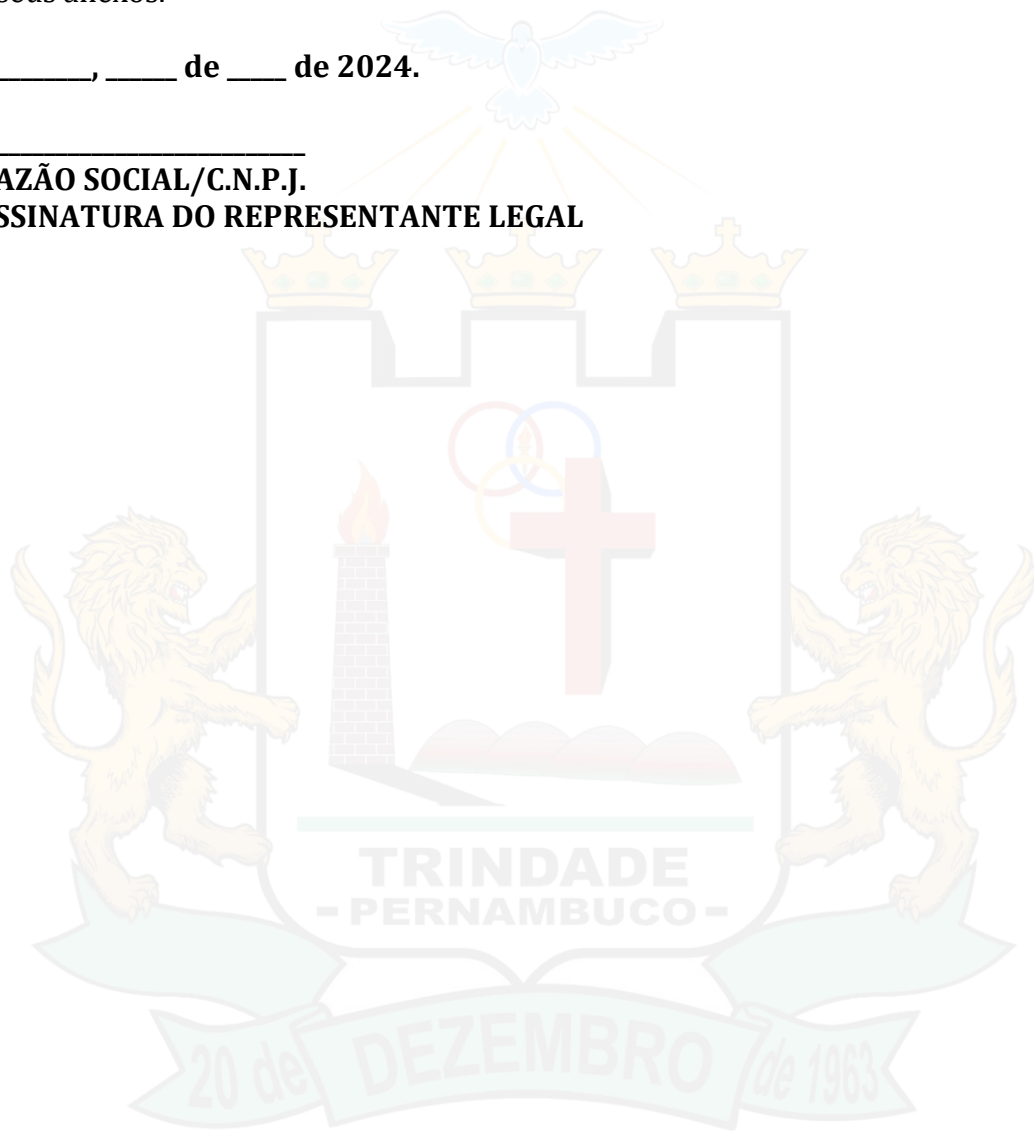 seus anexos.
________, _____ de ____ de 2024.
__________________________
AZÃO SOCIAL/C.N.P.J.
SSINATURA DO REPRESENTANTE LEGAL
TRINDADE
- PERNAMBUCO -
20 de DEZEMBRO de 1963